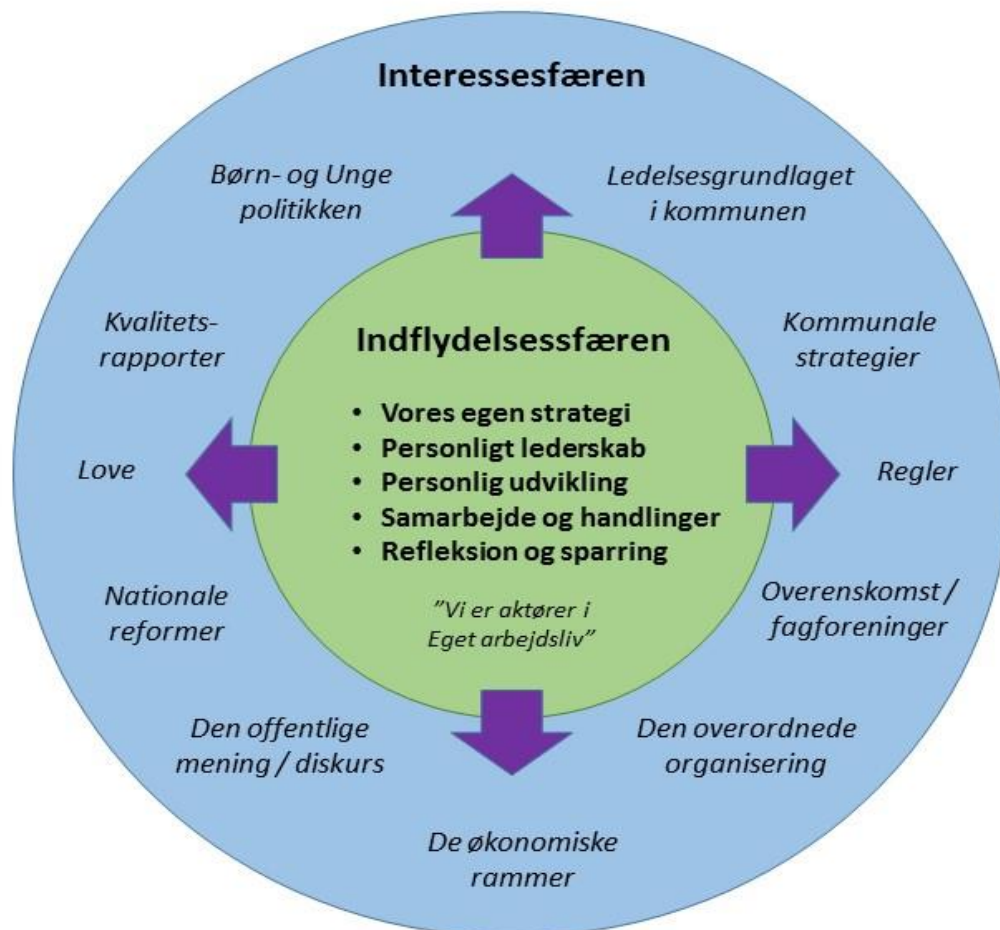 Interessesfæren
Børn- og Unge
politikken
Ledelsesgrundlaget
i kommunen
Kvalitets-
rapporter
Kommunale
strategier
Indflydelsessfæren
• Vores egen strategi
• Personligt lederskab
• Personlig udvikling
• Samarbejde og handlinger
• Refleksion og sparring
"Vi er aktører i
Eget arbejdsliv"
Love
Regler
Nationale
reformer
Overenskomst /
fagforeninger
Den offentlige
mening / diskurs
Den overordnede
organisering
De økonomiske
rammer